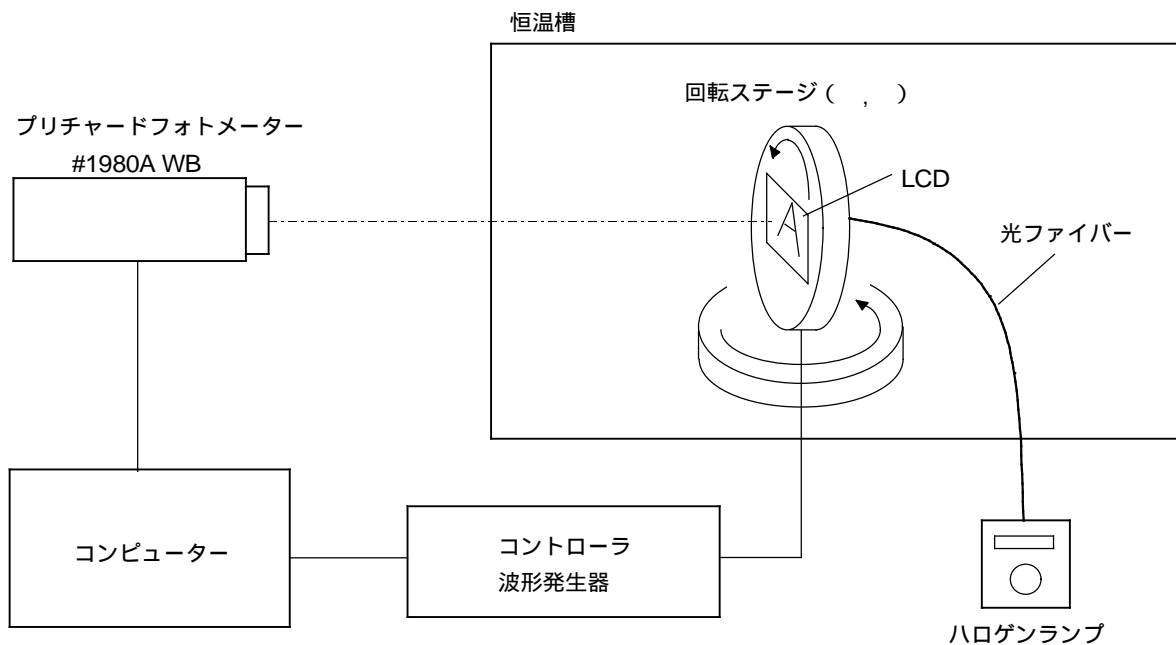 恒温槽
回転ステージ（　,　）
プリチャードフォトメーター
#1980A WB
LCD
A
光ファイバー
コンピューター
コントローラ
波形発生器
ハロゲンランプ